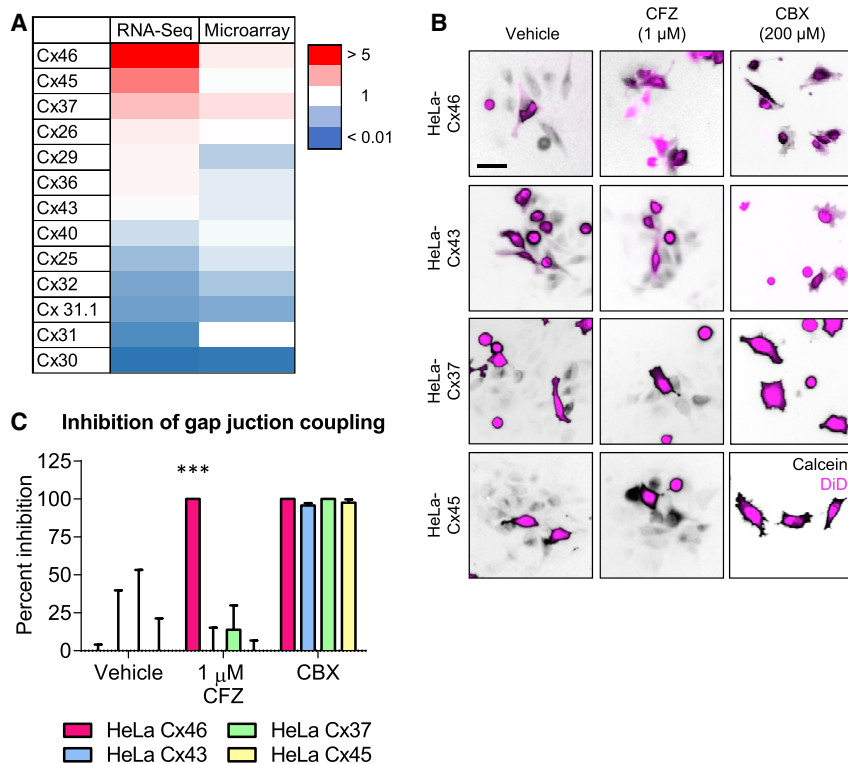 A
RNA-Seq Microarray
Cx46
Cx45
Cx37
Cx26
Cx29
Cx36
Cx43
Cx40
Cx25
Cx32
Cx 31.1
Cx31
Cx30
> 5
1
< 0.01
B
Vehicle
CFZ
(1 µM)
CBX
(200 µM)
HeLa-
Cx46
HeLa-
Cx43
HeLa-
Cx37
HeLa-
Cx45
Calcein
DiD
C
Inhibition of gap juction coupling
Percent inhibition
125
100
75
50
25
0
***
Vehicle
1 µM
CFZ
CBX
HeLa Cx46
HeLa Cx37
HeLa Cx43
HeLa Cx45